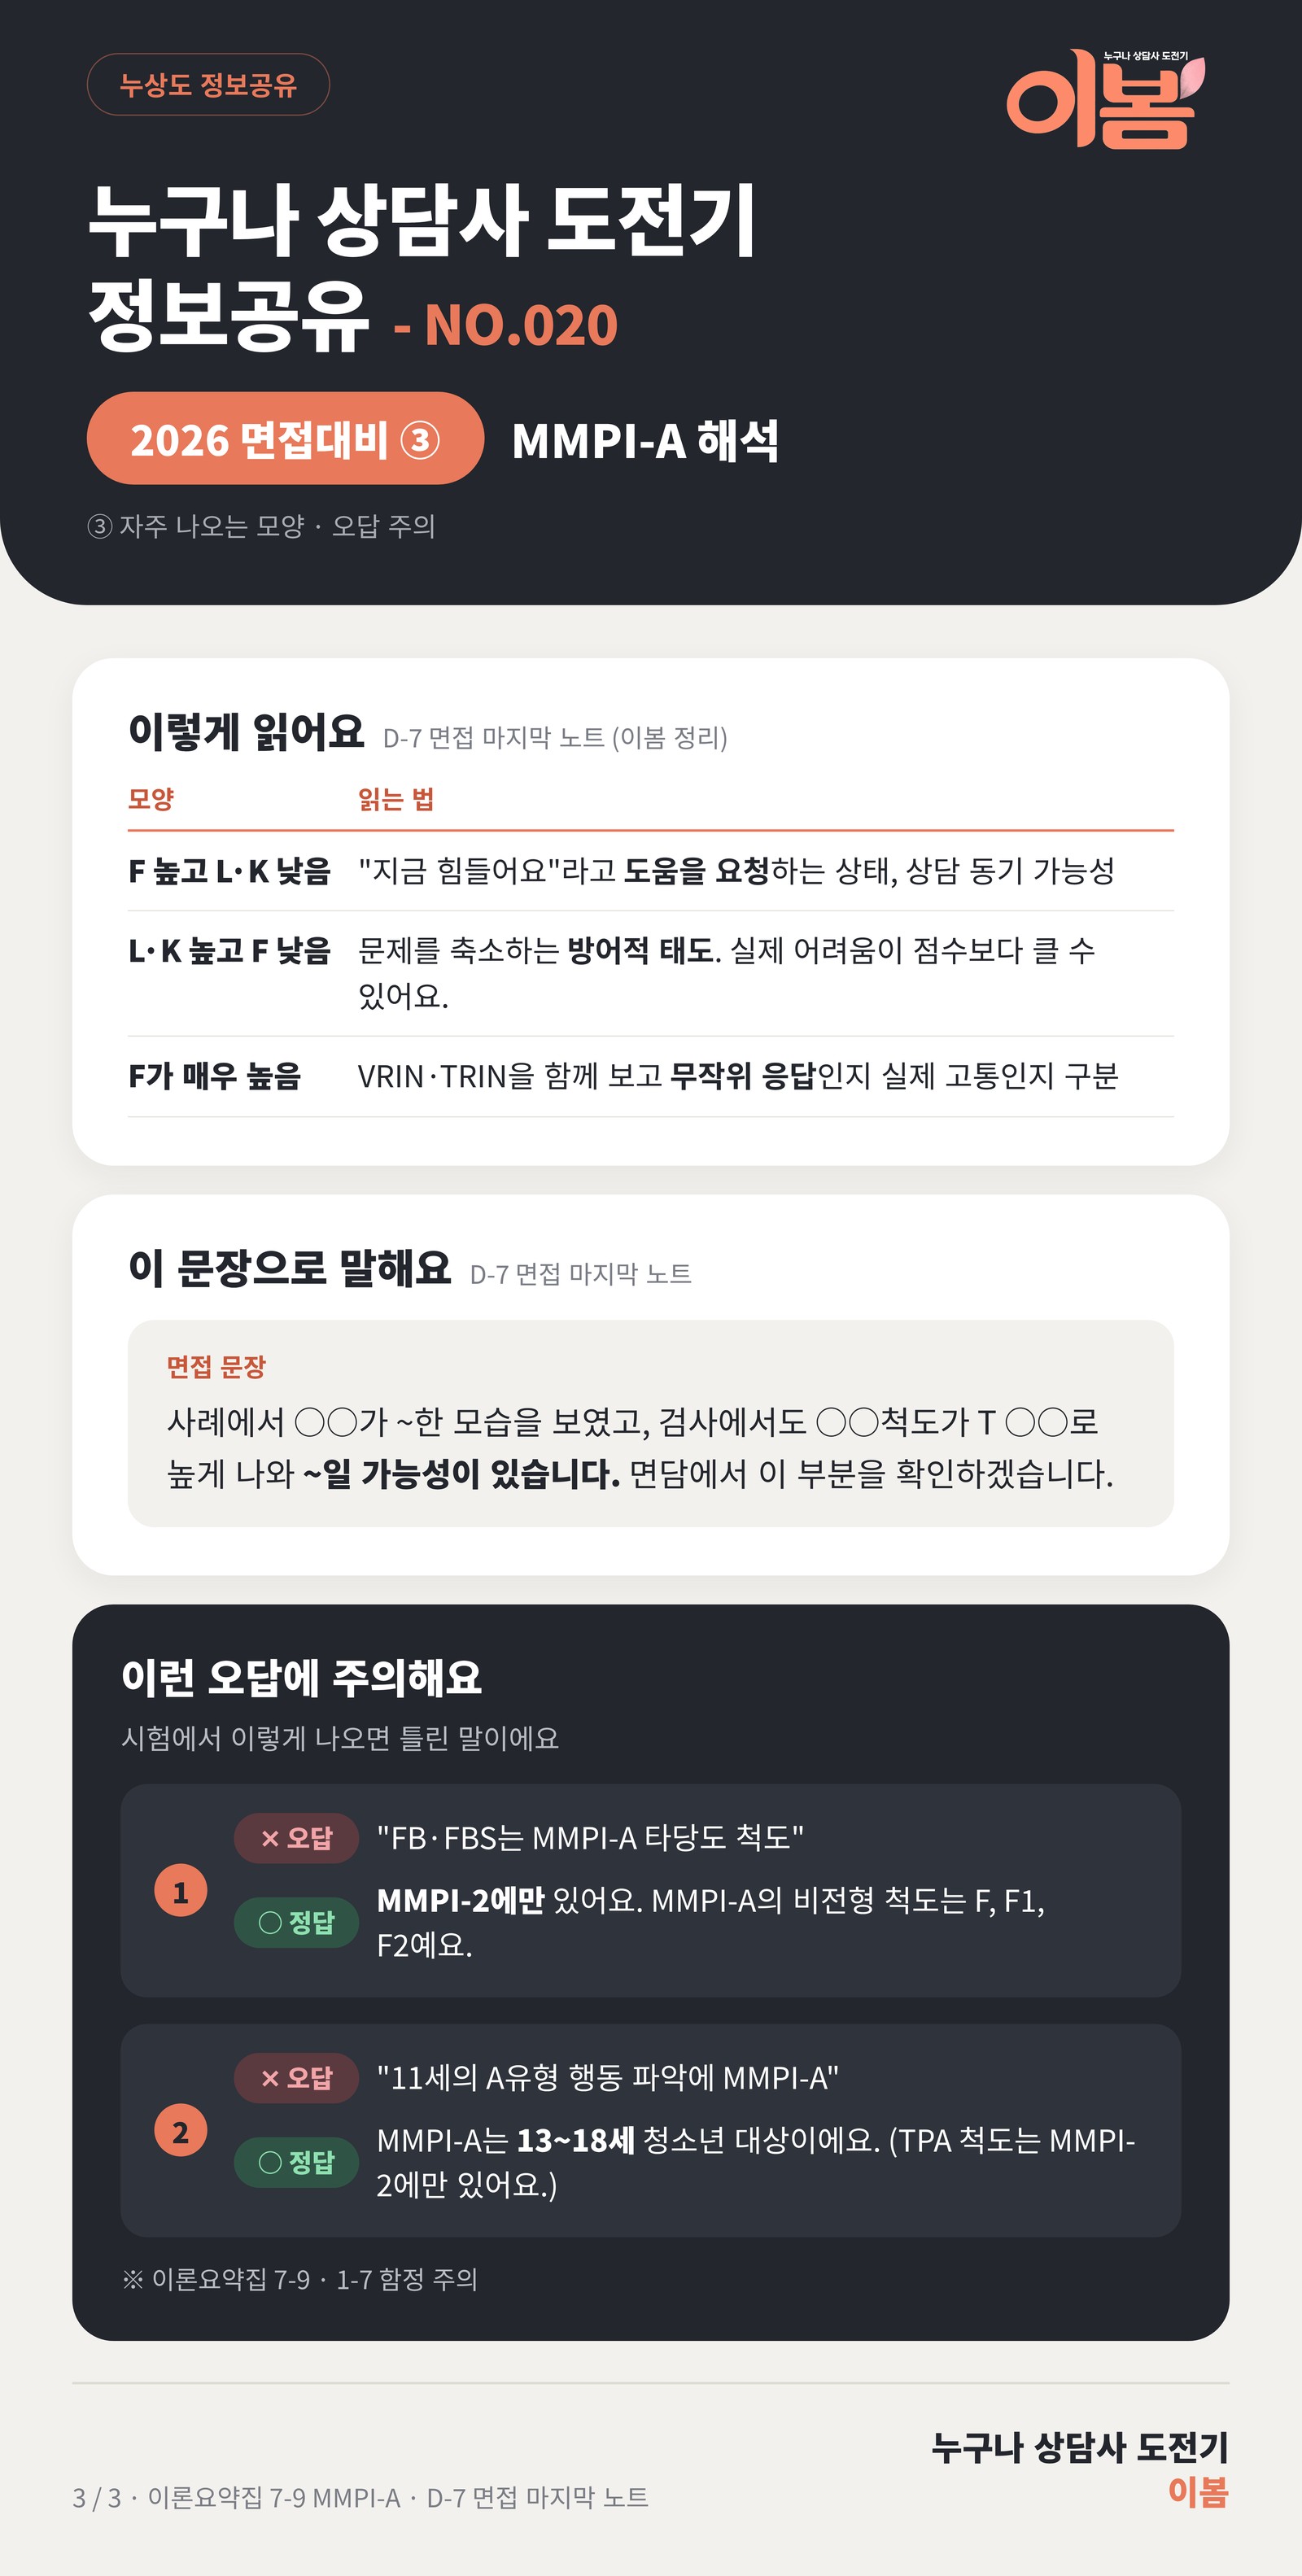 누상도 정보공유
누구나 상담사 도전기
이봄
누구나 상담사 도전기
정보공유 - NO.020
2026 면접대비 ③ MMPI-A 해석
③ 자주 나오는 모양 · 오답 주의
이렇게 읽어요 D-7 면접 마지막 노트 (이봄 정리)
모양 읽는 법
F 높고 L·K 낮음 "지금 힘들어요"라고 도움을 요청하는 상태, 상담 동기 가능성
L·K 높고 F 낮음 문제를 축소하는 방어적 태도. 실제 어려움이 점수보다 클 수
있어요.
F가 매우 높음 VRIN·TRIN을 함께 보고 무작위 응답인지 실제 고통인지 구분
이 문장으로 말해요 D-7 면접 마지막 노트
면접 문장
사례에서 ○○가 ~한 모습을 보였고, 검사에서도 ○○척도가 T ○○로
높게 나와 ~일 가능성이 있습니다. 면담에서 이 부분을 확인하겠습니다.
이런 오답에 주의해요
시험에서 이렇게 나오면 틀린 말이에요
1
✕ 오답 "FB·FBS는 MMPI-A 타당도 척도"
○ 정답 MMPI-2에만 있어요. MMPI-A의 비전형 척도는 F, F1,
F2예요.
2
✕ 오답 "11세의 A유형 행동 파악에 MMPI-A"
○ 정답 MMPI-A는 13~18세 청소년 대상이에요. (TPA 척도는 MMPI-
2에만 있어요.)
※ 이론요약집 7-9 · 1-7 함정 주의
누구나 상담사 도전기
3 / 3 · 이론요약집 7-9 MMPI-A · D-7 면접 마지막 노트
이봄